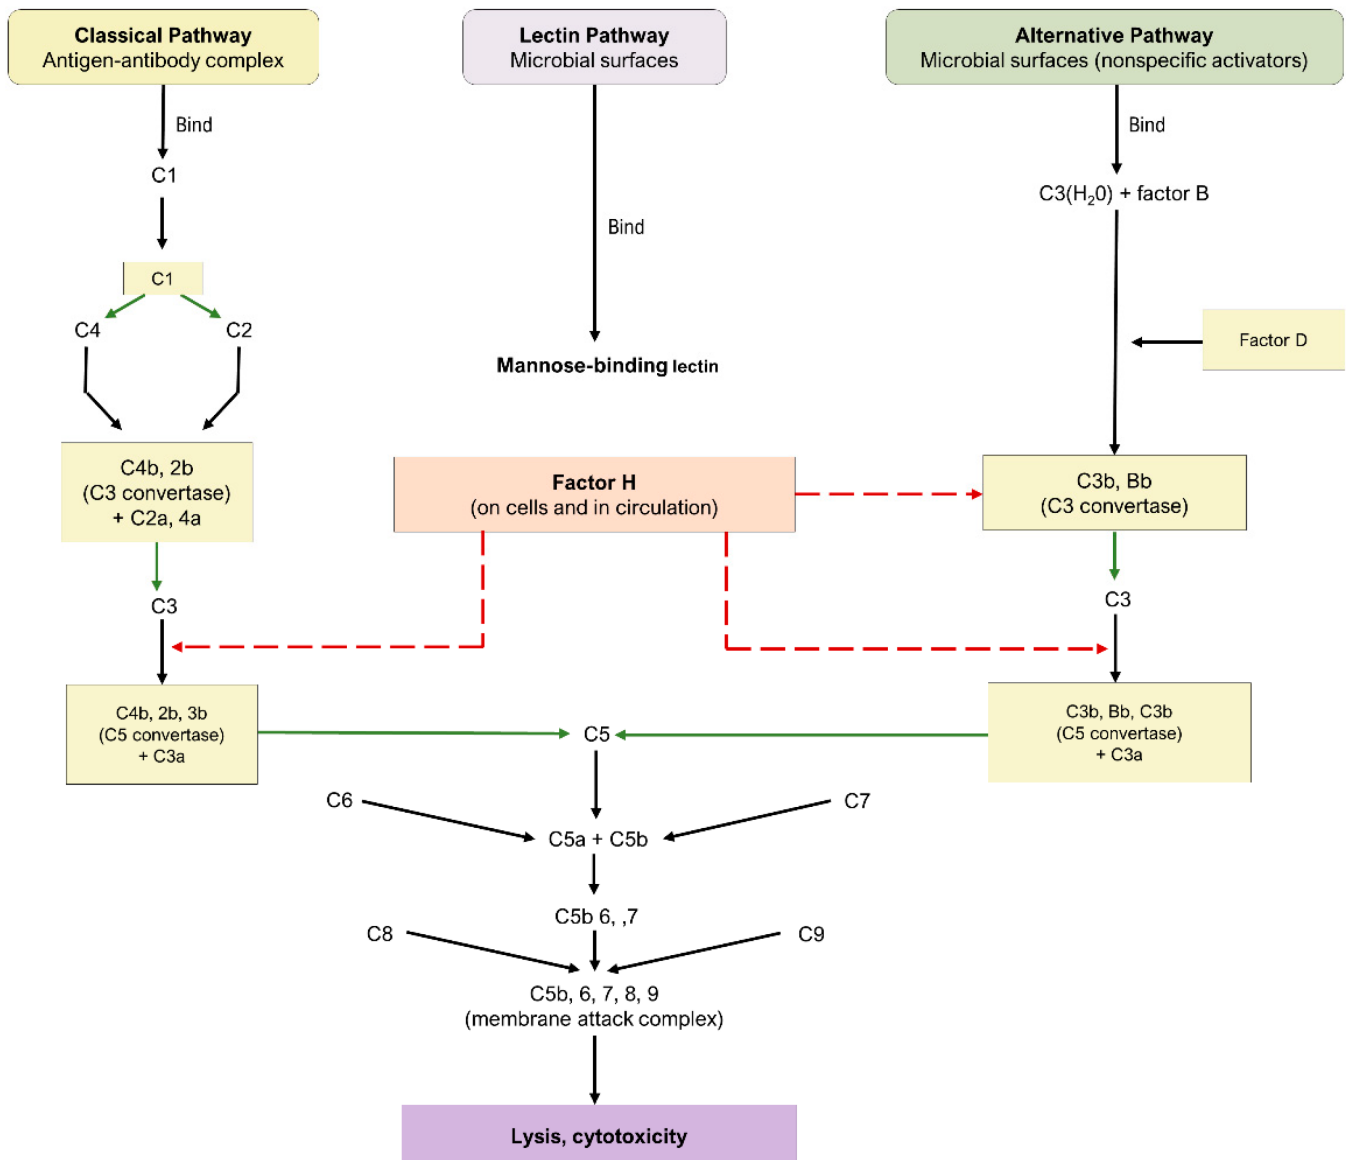 Classical Pathway
Antigen-antibody complex
Lectin Pathway
Microbial surfaces
Alternative Pathway
Microbial surfaces (nonspecific activators)
Bind
Bind
C1
C3(H₂0) + factor B
Bind
C1
C4
C2
Factor D
Mannose-binding lectin
C4b, 2b
(C3 convertase)
+ C2a, 4a
Factor H
(on cells and in circulation)
C3b, Bb
(C3 convertase)
C3
C3
C4b, 2b, 3b
(C5 convertase)
+ C3a
C5
C3b, Bb, C3b
(C5 convertase)
+ C3a
C6
C7
C5a + C5b
C5b 6, ,7
C8
C9
C5b, 6, 7, 8, 9
(membrane attack complex)
Lysis, cytotoxicity